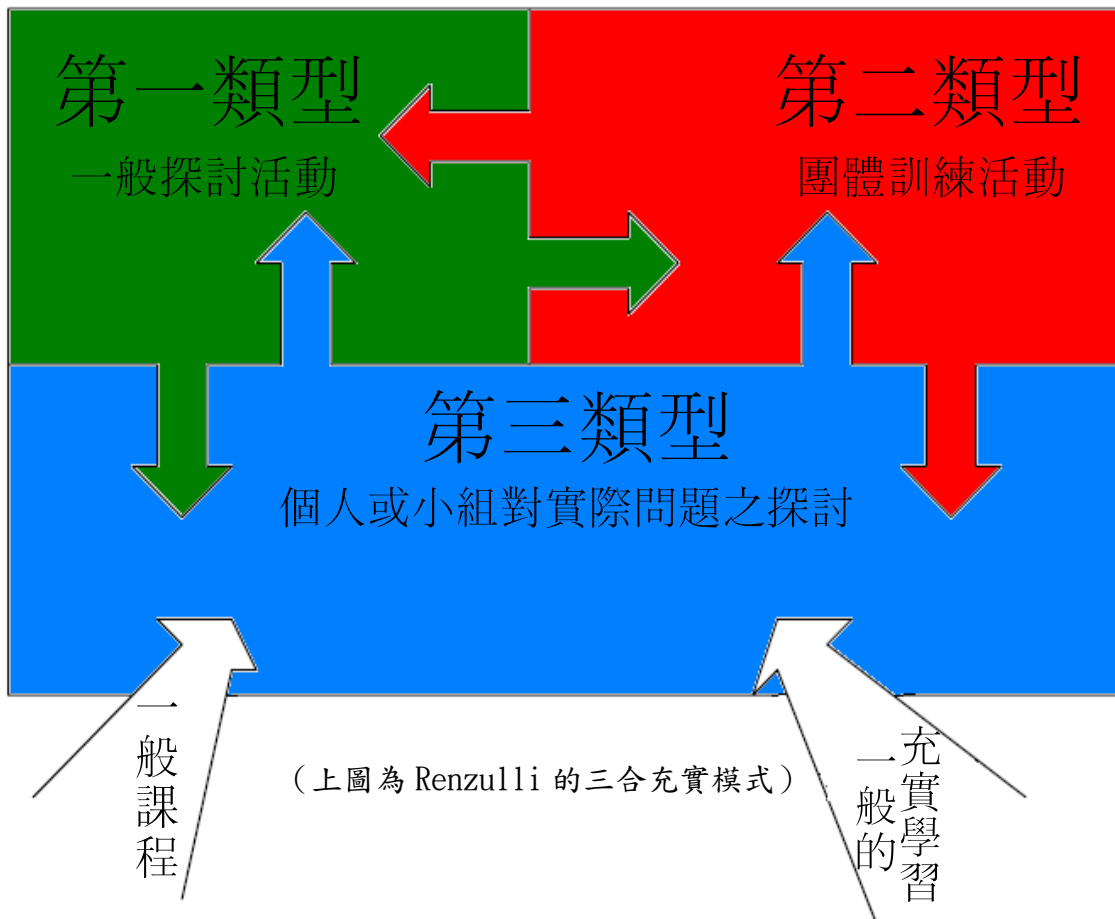 第一類型
一般探討活動
第二類型
團體訓練活動
第三類型
個人或小組對實際問題之探討
一般課程
（上圖為 Renzulli 的三合充實模式）
充實學習
一般的